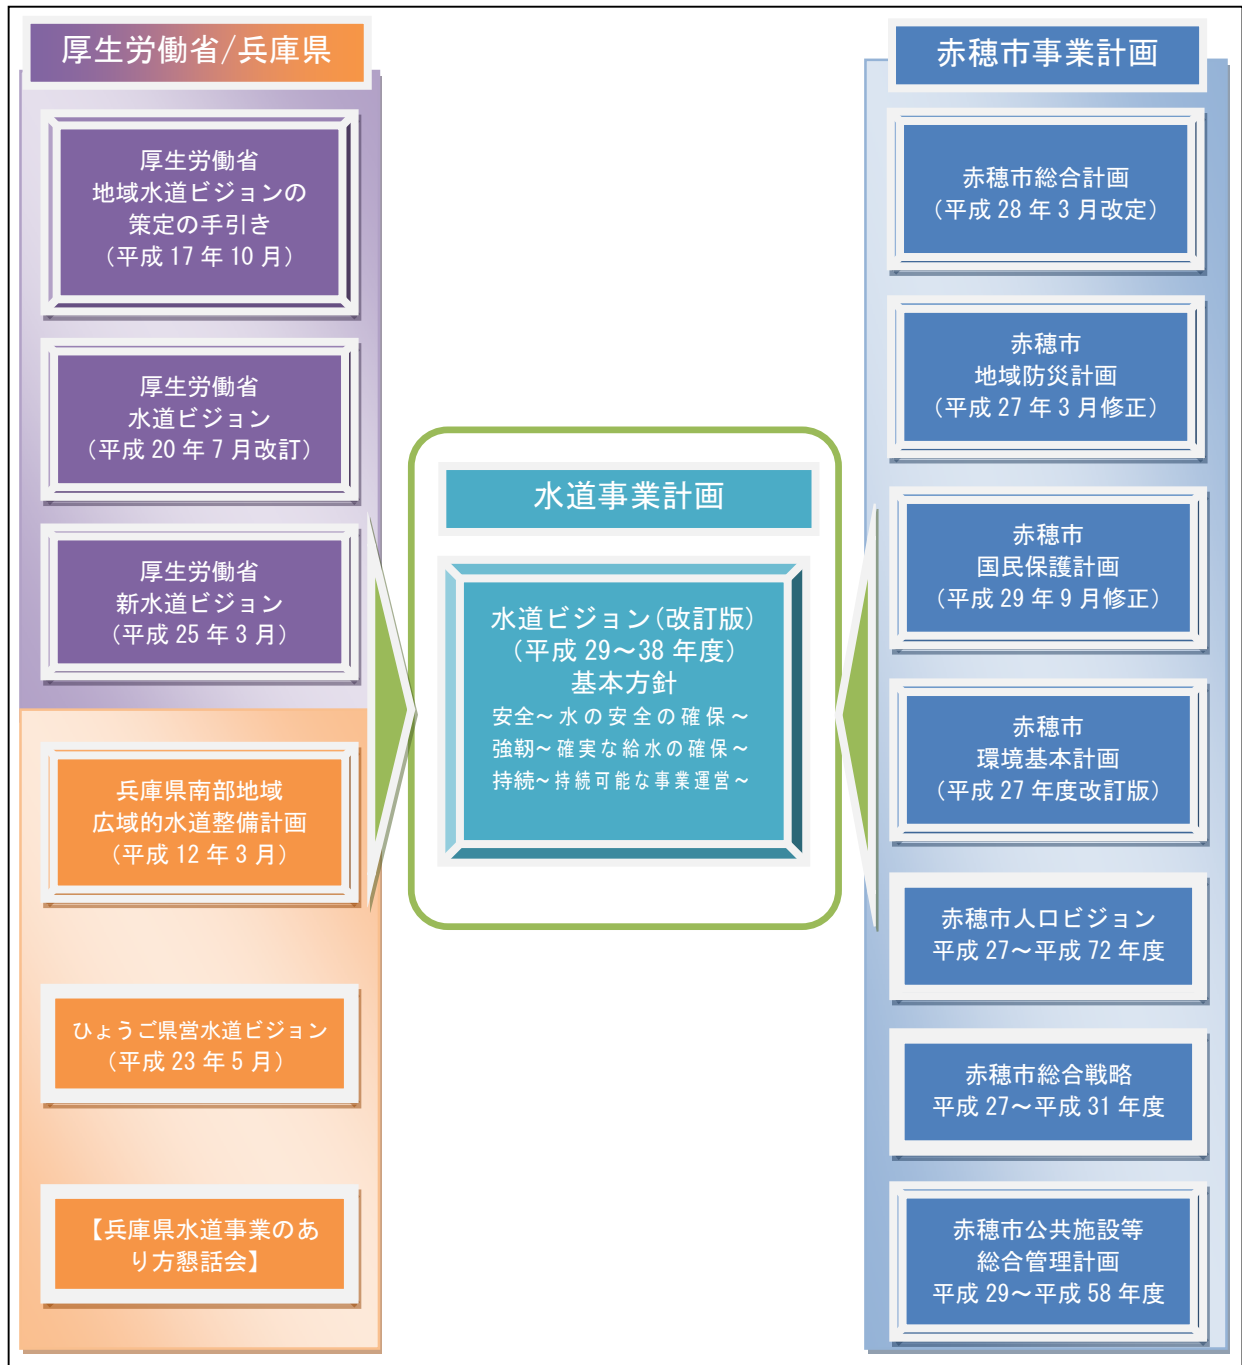 厚生労働省/兵庫県
厚生労働省
地域水道ビジョンの
策定の手引き
(平成 17 年 10 月)
厚生労働省
水道ビジョン
(平成 20 年 7 月改訂)
厚生労働省
新水道ビジョン
(平成 25 年 3 月)
兵庫県南部地域
広域的水道整備計画
(平成 12 年 3 月)
ひょうご県営水道ビジョン
(平成 23 年 5 月)
【兵庫県水道事業のあ
り方懇話会】
水道事業計画
水道ビジョン(改訂版)
(平成 29～38 年度)
基本方針
安全～水の安全の確保～
強靭～確実な給水の確保～
持続～持続可能な事業運営～
赤穂市事業計画
赤穂市総合計画
(平成 28 年 3 月改定)
赤穂市
地域防災計画
(平成 27 年 3 月修正)
赤穂市
国民保護計画
(平成 29 年 9 月修正)
赤穂市
環境基本計画
(平成 27 年度改訂版)
赤穂市人口ビジョン
平成 27～平成 72 年度
赤穂市総合戦略
平成 27～平成 31 年度
赤穂市公共施設等
総合管理計画
平成 29～平成 58 年度